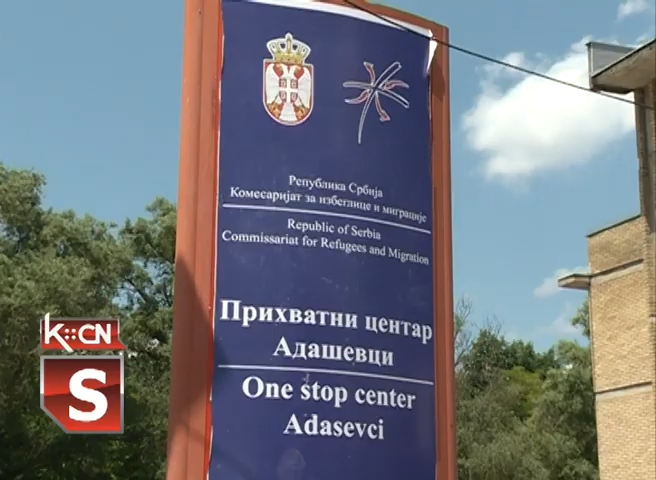 Република Србија
Комесаријат за избеглице и миграције
Republic of Serbia
Commissariat for Refugees and Migration
Прихватни центар
Адашевци
One stop center
Adasevci
K::CN
S